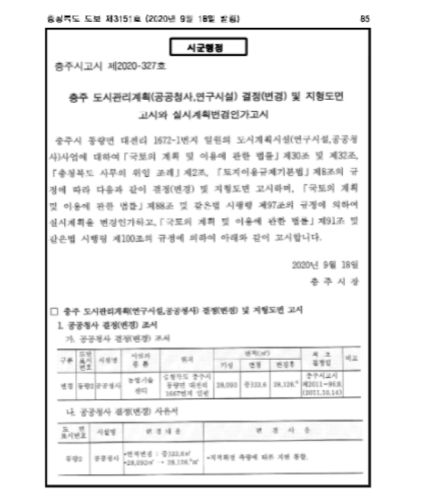 충청북도 도보 제3151호 (2020년 9월 18일 발행) 85
시군행정
충주시고시 제2020-327호
충주 도시관리계획(공공청사,연구시설) 결정(변경) 및 지형도면
고시와 실시계획변경인가고시
충주시 동량면 대전리 1672-1번지 일원의 도시계획시설(연구시설,공공청
사)사업에 대하여 「국토의 계획 및 이용에 관한 법률」 제30조 및 제32조,
「충청북도 사무의 위임 조례」 제2조, 「토지이용규제기본법」 제8조의 규
정에 따라 다음과 같이 결정(변경) 및 지형도면 고시하며, 「국토의 계획
및 이용에 관한 법률」 제88조 및 같은법 시행령 제97조의 규정에 의하여
실시계획을 변경인가하고,「국토의 계획 및 이용에 관한 법률」 제91조 및
같은법 시행령 제100조의 규정에 의하여 아래와 같이 고시합니다.
2020년 9월 18일
충 주 시 장
□ 충주 도시관리계획(연구시설,공공청사) 결정(변경) 및 지형도면 고시
1. 공공청사 결정(변경) 조서
가. 공공청사 결정(변경) 조서
구분 도면표시번호 시설명 시설의 종류 위치 면적(㎡) 최초결정일 비고
기정 변경 변경후
변경 동량2 공공청사 농업기술센터 충청북도 충주시 동량면 대전리 1667번지 일원 28,003 증133.6 충주시고시 (2011.10.14)
나. 공공청사 결정(변경) 사유서
도면표시번호 시설명 변경내용 변경사유
동량2 공공청사 •면적변경 : 증133.6㎡ •지적확정 측량에 따른 지번 통합.